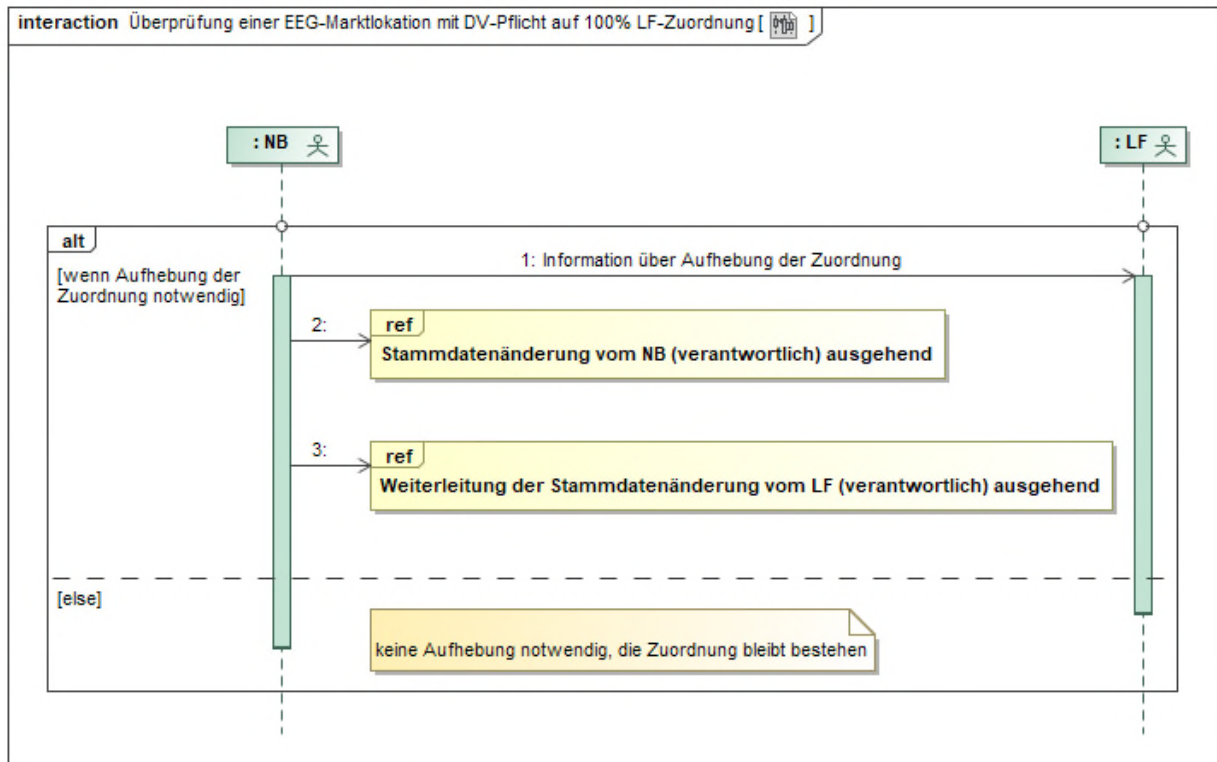 interaction Überprüfung einer EEG-Marktlokation mit DV-Pflicht auf 100% LF-Zuordnung [ ]
: NB
: LF
alt
[wenn Aufhebung der
Zuordnung notwendig]
1: Information über Aufhebung der Zuordnung
2:
ref
Stammdatenänderung vom NB (verantwortlich) ausgehend
3:
ref
Weiterleitung der Stammdatenänderung vom LF (verantwortlich) ausgehend
[else]
keine Aufhebung notwendig, die Zuordnung bleibt bestehen